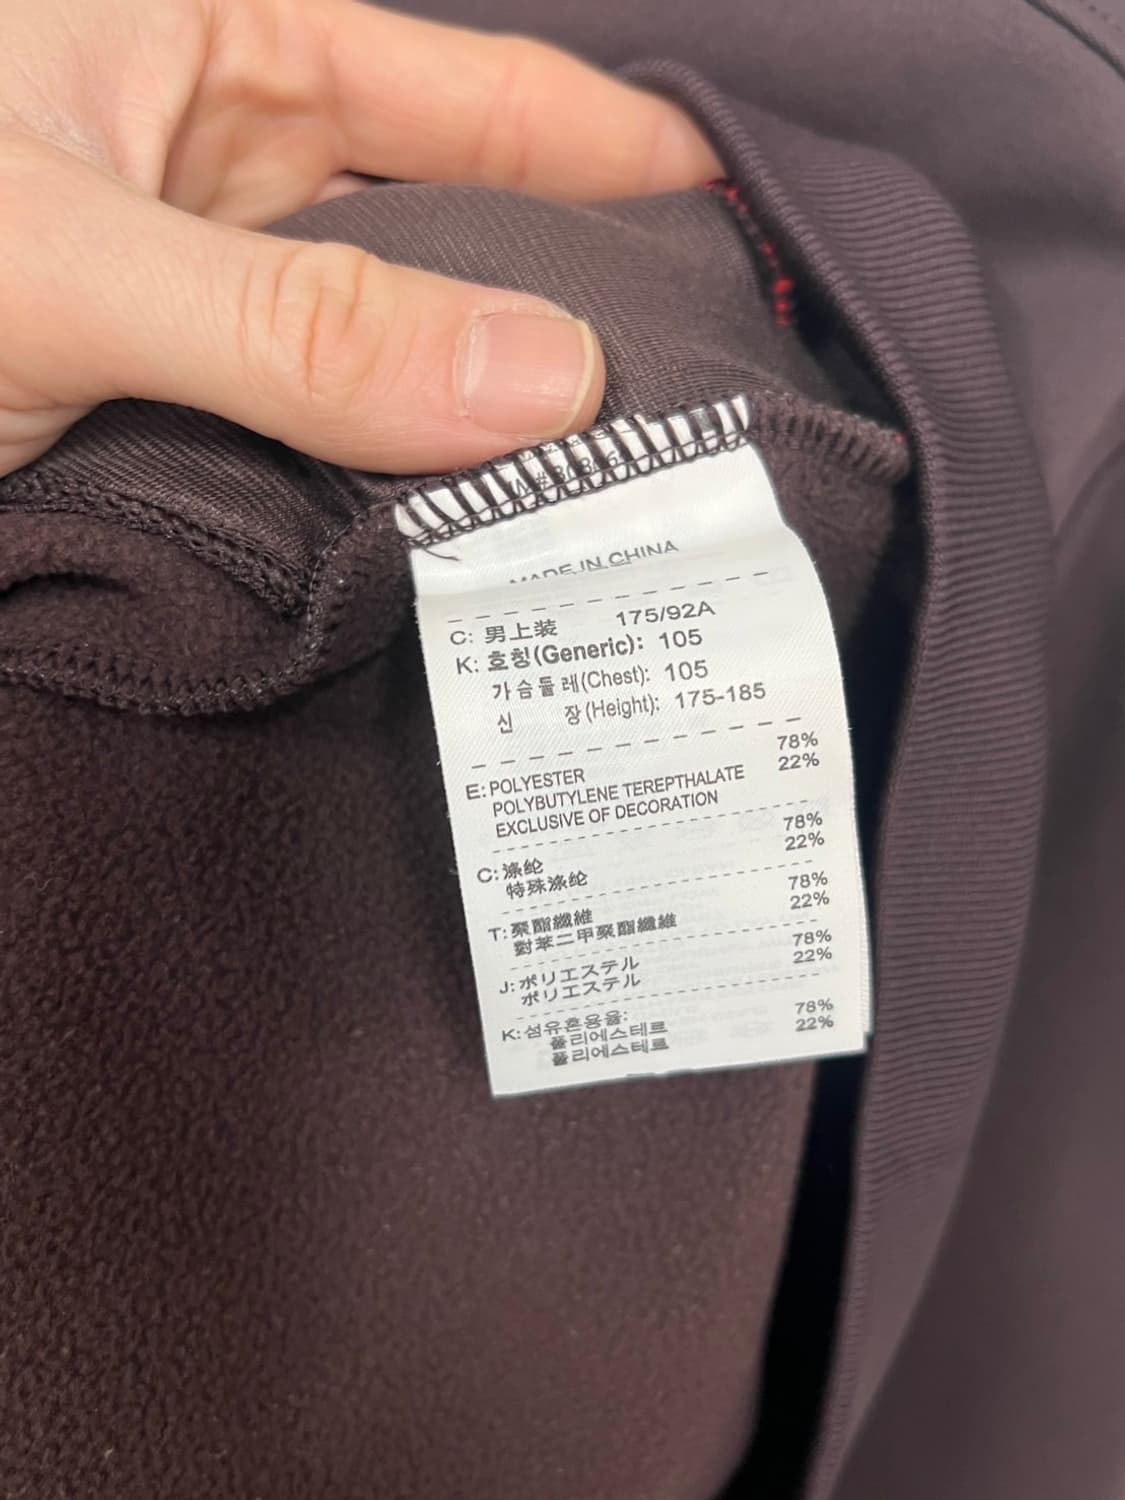 MADE IN CHINA
C: 男上装 175/92A
K: 호칭(Generic): 105
가슴둘레(Chest): 105
신 장(Height): 175-185
E: POLYESTER 78%
POLYBUTYLENE TEREPTHALATE 22%
EXCLUSIVE OF DECORATION
C: 涤纶 78%
特殊涤纶 22%
T: 聚酯纖維 78%
對苯二甲聚酯纖維 22%
J: ポリエステル 78%
ポリエステル 22%
K: 섬유혼용율:
폴리에스테르 78%
폴리에스테르 22%